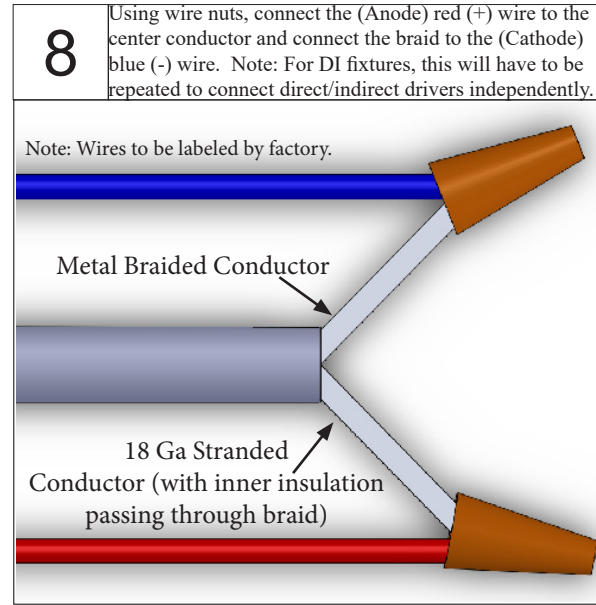 8
Using wire nuts, connect the (Anode) red (+) wire to the
center conductor and connect the braid to the (Cathode)
blue (-) wire.  Note: For DI fixtures, this will have to be
repeated to connect direct/indirect drivers independently.
Note: Wires to be labeled by factory.
Metal Braided Conductor
18 Ga Stranded
Conductor (with inner insulation
passing through braid)